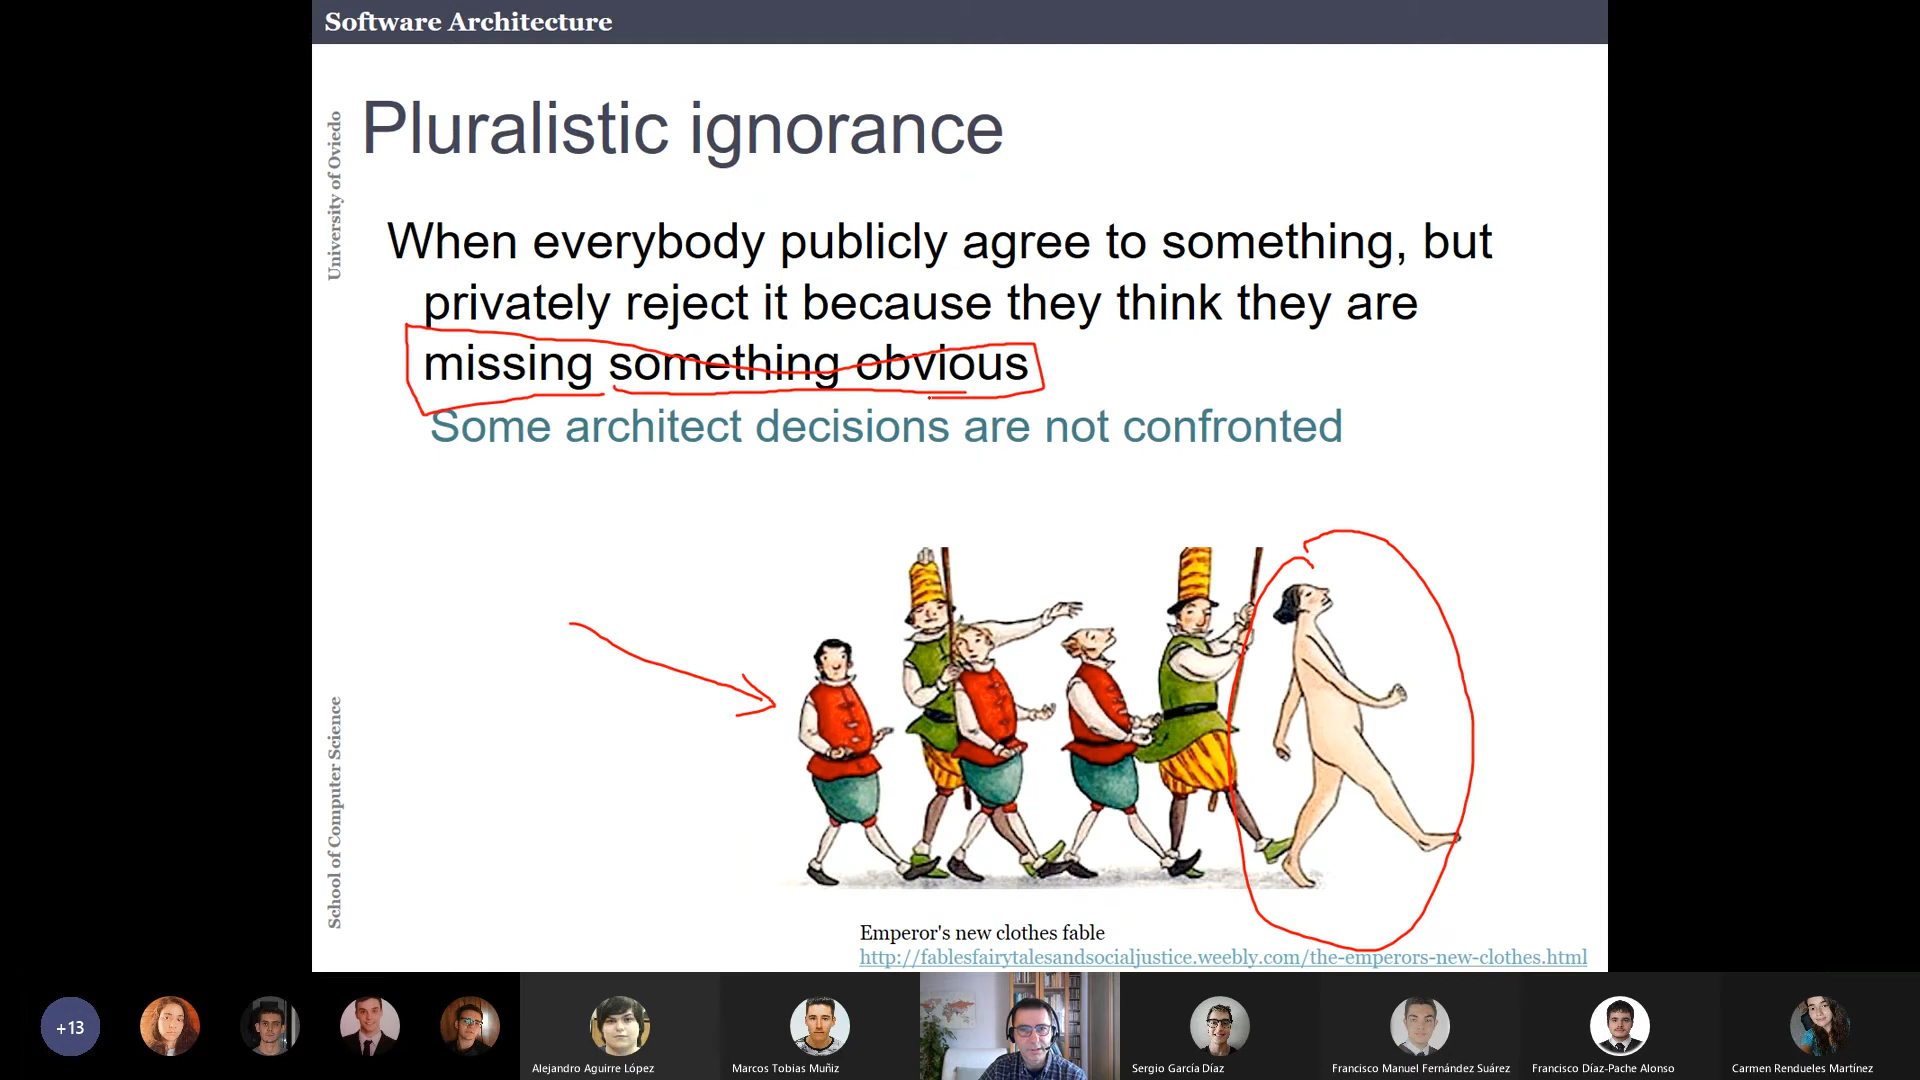 Software Architecture
University of Oviedo
Pluralistic ignorance
When everybody publicly agree to something, but
privately reject it because they think they are
missing something obvious
Some architect decisions are not confronted
School of Computer Science
Emperor's new clothes fable
http://fablesfairytalesandsocialjustice.weebly.com/the-emperors-new-clothes.html
+13
Alejandro Aguirre López
Marcos Tobias Muñiz
Sergio García Díaz
Francisco Manuel Fernández Suárez
Francisco Díaz-Pache Alonso
Carmen Rendueles Martínez